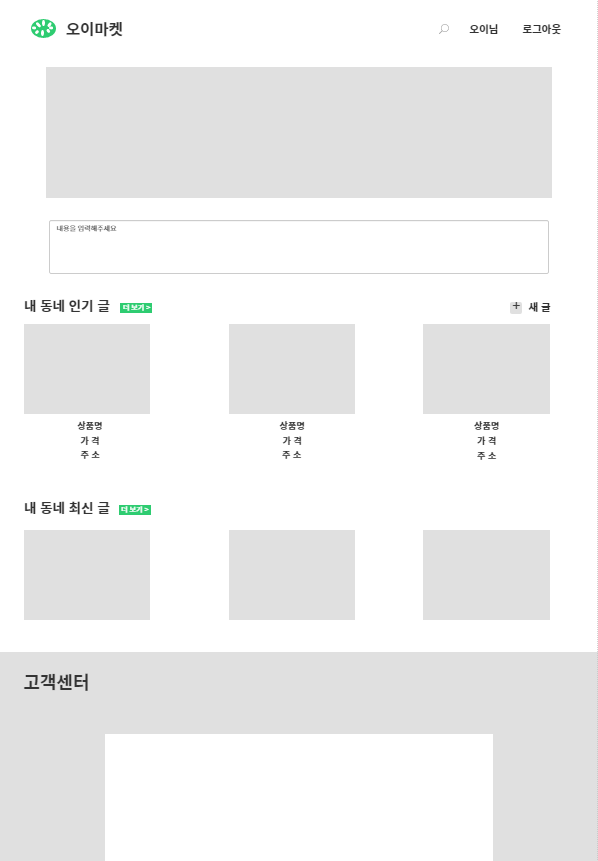 오이마켓
오이님 로그아웃
내용을 입력해주세요
내 동네 인기 글 더보기>
+ 새 글
상품명 상품명 상품명
가 격 가 격 가 격
주 소 주 소 주 소
내 동네 최신 글 더보기>
고객센터